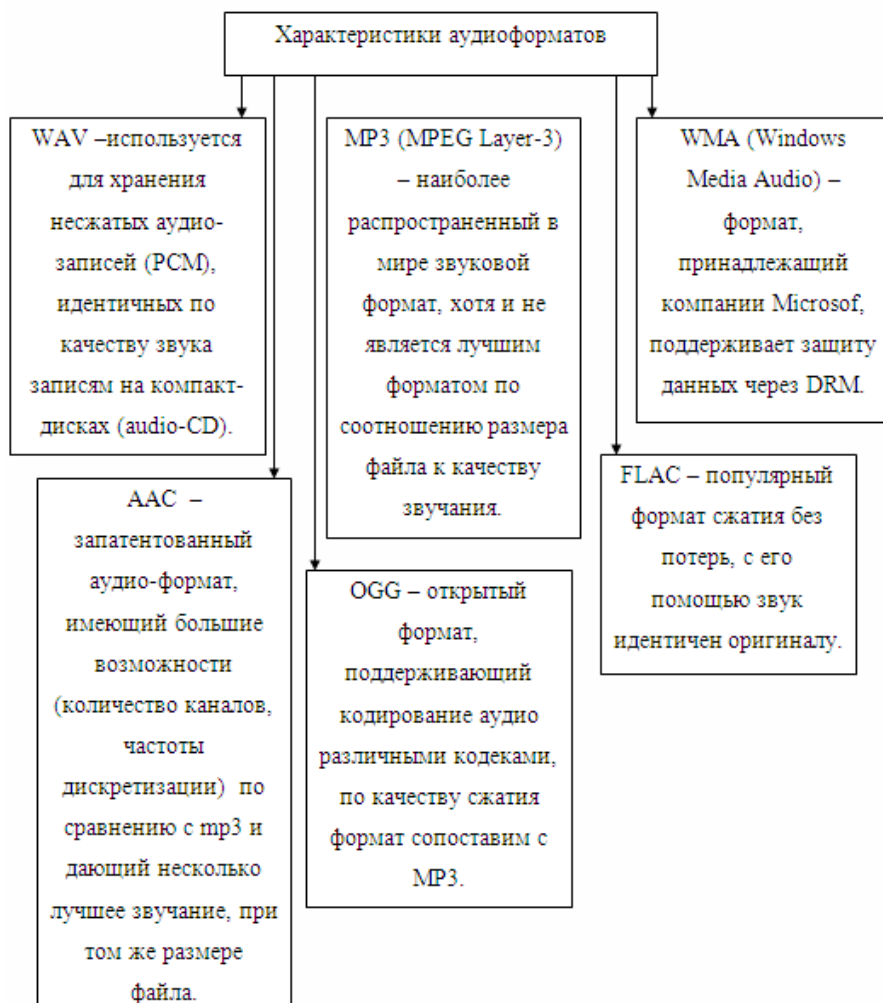 Характеристики аудиоформатов
WAV –используется
для хранения
несжатых аудио-
записей (PCM),
идентичных по
качеству звука
записям на компакт-
дисках (audio-CD).
MP3 (MPEG Layer-3)
– наиболее
распространенный в
мире звуковой
формат, хотя и не
является лучшим
форматом по
соотношению размера
файла к качеству
звучания.
WMA (Windows
Media Audio) –
формат,
принадлежащий
компании Microsof,
поддерживает защиту
данных через DRM.
AAC –
запатентованный
аудио-формат,
имеющий большие
возможности
(количество каналов,
частоты
дискретизации) по
сравнению с mp3 и
дающий несколько
лучшее звучание, при
том же размере
файла.
OGG – открытый
формат,
поддерживающий
кодирование аудио
различными кодеками,
по качеству сжатия
формат сопоставим с
MP3.
FLAC – популярный
формат сжатия без
потерь, с его
помощью звук
идентичен оригиналу.